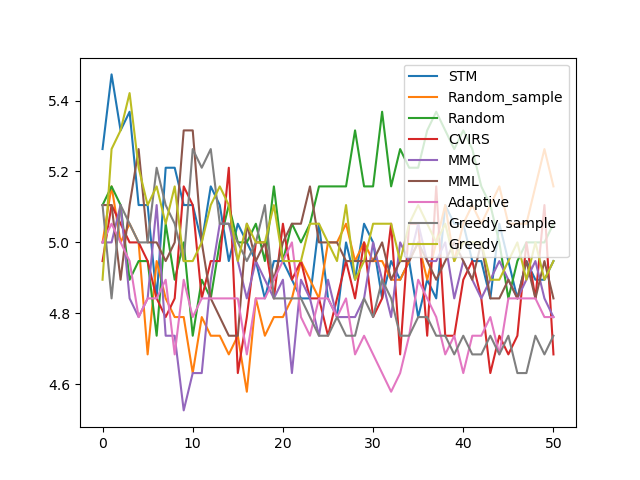 5.4
5.2
5.0
4.8
4.6
0
10
20
30
40
50
STM
Random_sample
Random
CVIRS
MMC
MML
Adaptive
Greedy_sample
Greedy